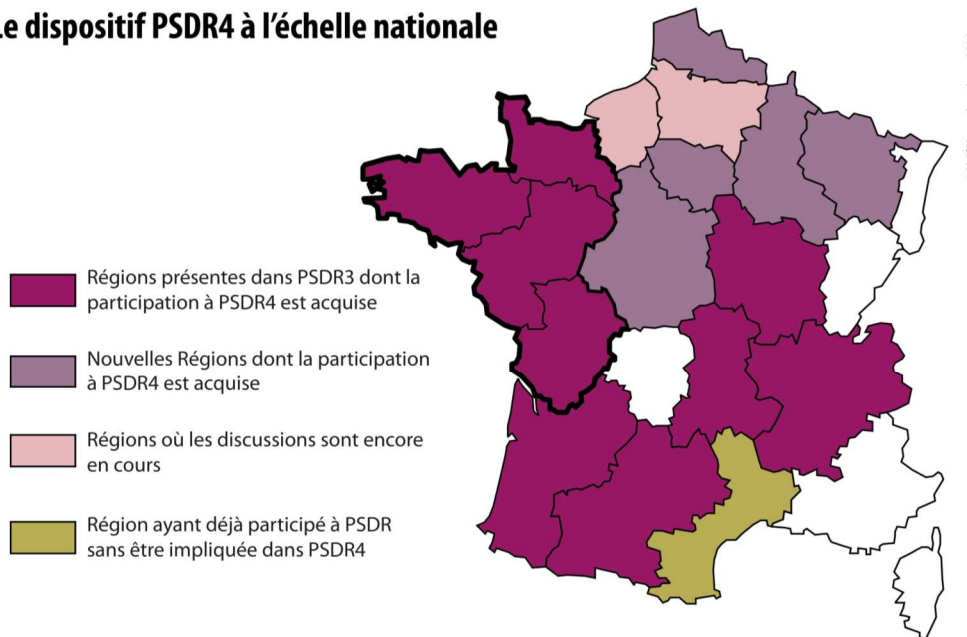 Le dispositif PSDR4 à l'échelle nationale
Régions présentes dans PSDR3 dont la
participation à PSDR4 est acquise
Nouvelles Régions dont la participation
à PSDR4 est acquise
Régions où les discussions sont encore
en cours
Région ayant déjà participé à PSDR
sans être impliquée dans PSDR4